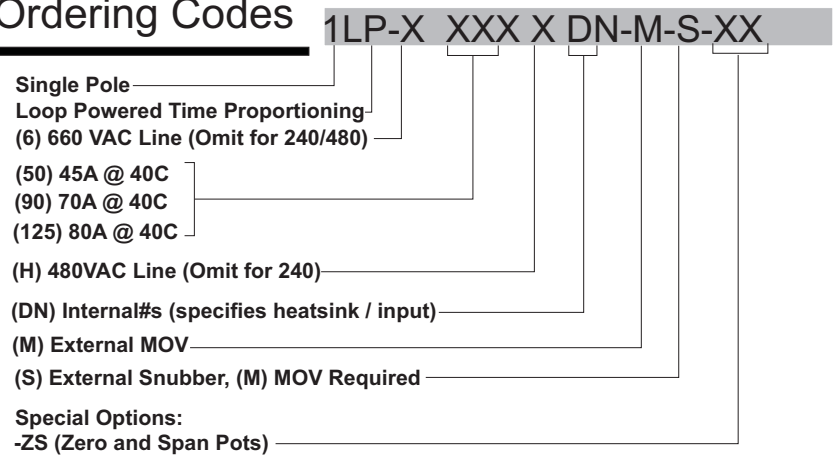 Ordering Codes
1LP-X XXX X DN-M-S-XX
Single Pole
Loop Powered Time Proportioning
(6) 660 VAC Line (Omit for 240/480)
(50) 45A @ 40C
(90) 70A @ 40C
(125) 80A @ 40C
(H) 480VAC Line (Omit for 240)
(DN) Internal#s (specifies heatsink / input)
(M) External MOV
(S) External Snubber, (M) MOV Required
Special Options:
-ZS (Zero and Span Pots)